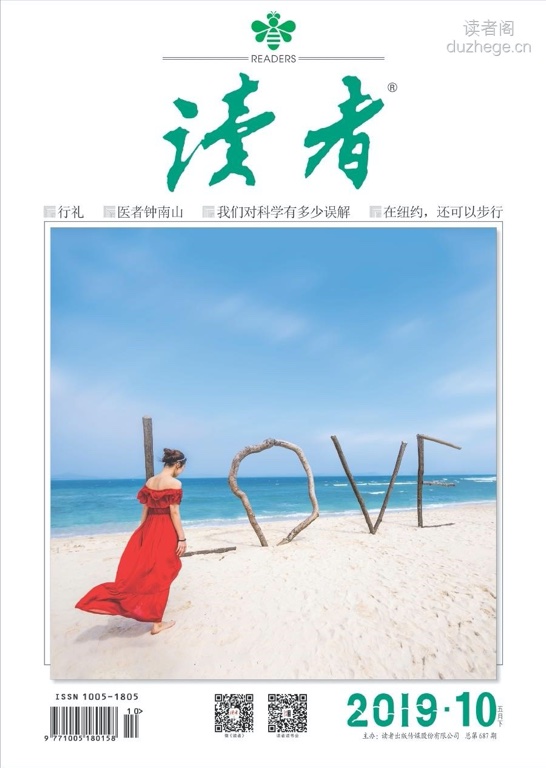 读者阁
duzhege.cn
READERS
读者®
行礼 医者钟南山 我们对科学有多少误解 在纽约，还可以步行
LOVE
ISSN 1005-1805
10>
9 771005 180158
2019·10
五月下
主办：读者出版传媒股份有限公司 总第687期